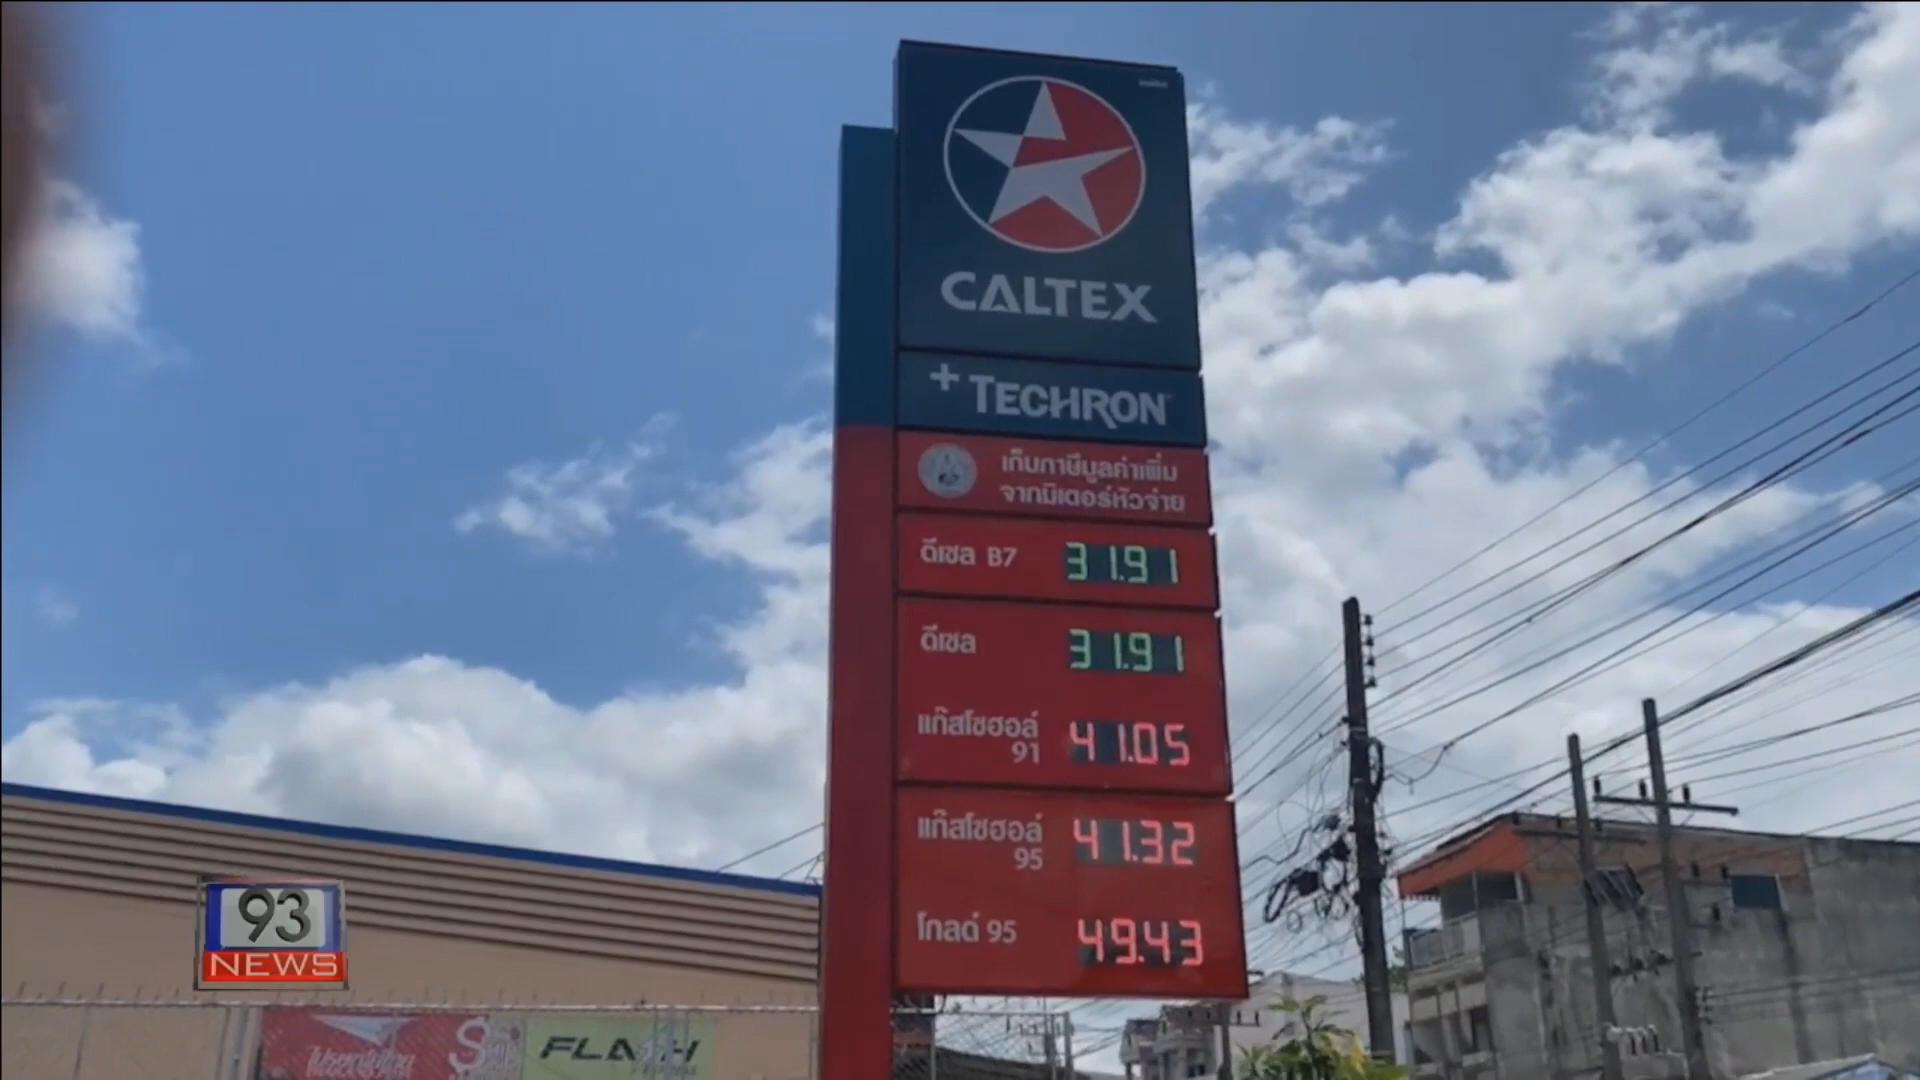 CALTEX
+TECHRON
เก็บภาษีมูลค่าเพิ่ม
จากมิเตอร์หัวจ่าย
ดีเซล B7 31.91
ดีเซล 31.91
แก๊สโซฮอล์ 91 41.05
แก๊สโซฮอล์ 95 41.32
โกลด์ 95 49.43
93
NEWS
FLASH